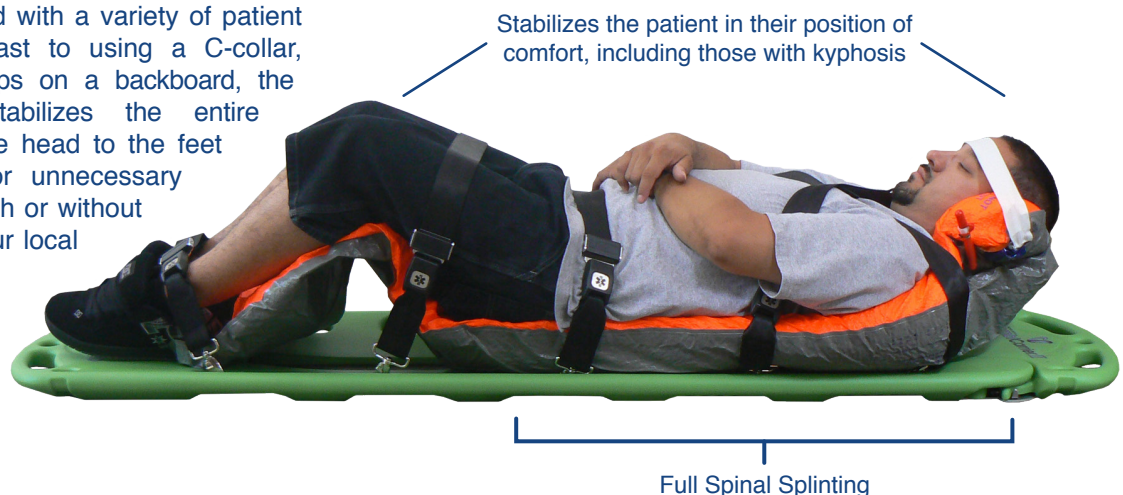 d with a variety of patient
ast to using a C-collar,
ps on a backboard, the
tabilizes the entire
e head to the feet
or unnecessary
h or without
ur local
Stabilizes the patient in their position of
comfort, including those with kyphosis
Full Spinal Splinting